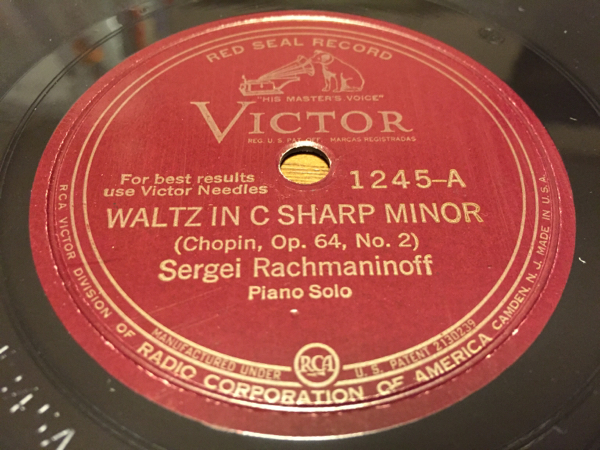 RED SEAL RECORD
"HIS MASTER'S VOICE"
VICTOR
REG. U.S. PAT. OFF. MARCAS REGISTRADAS
For best results
use Victor Needles
1245-A
WALTZ IN C SHARP MINOR
(Chopin, Op. 64, No. 2)
Sergei Rachmaninoff
Piano Solo
MANUFACTURED UNDER
RCA
U. S. PATENT 2130239
RCA VICTOR DIVISION OF RADIO CORPORATION OF AMERICA CAMDEN, N. J. MADE IN U.S.A.